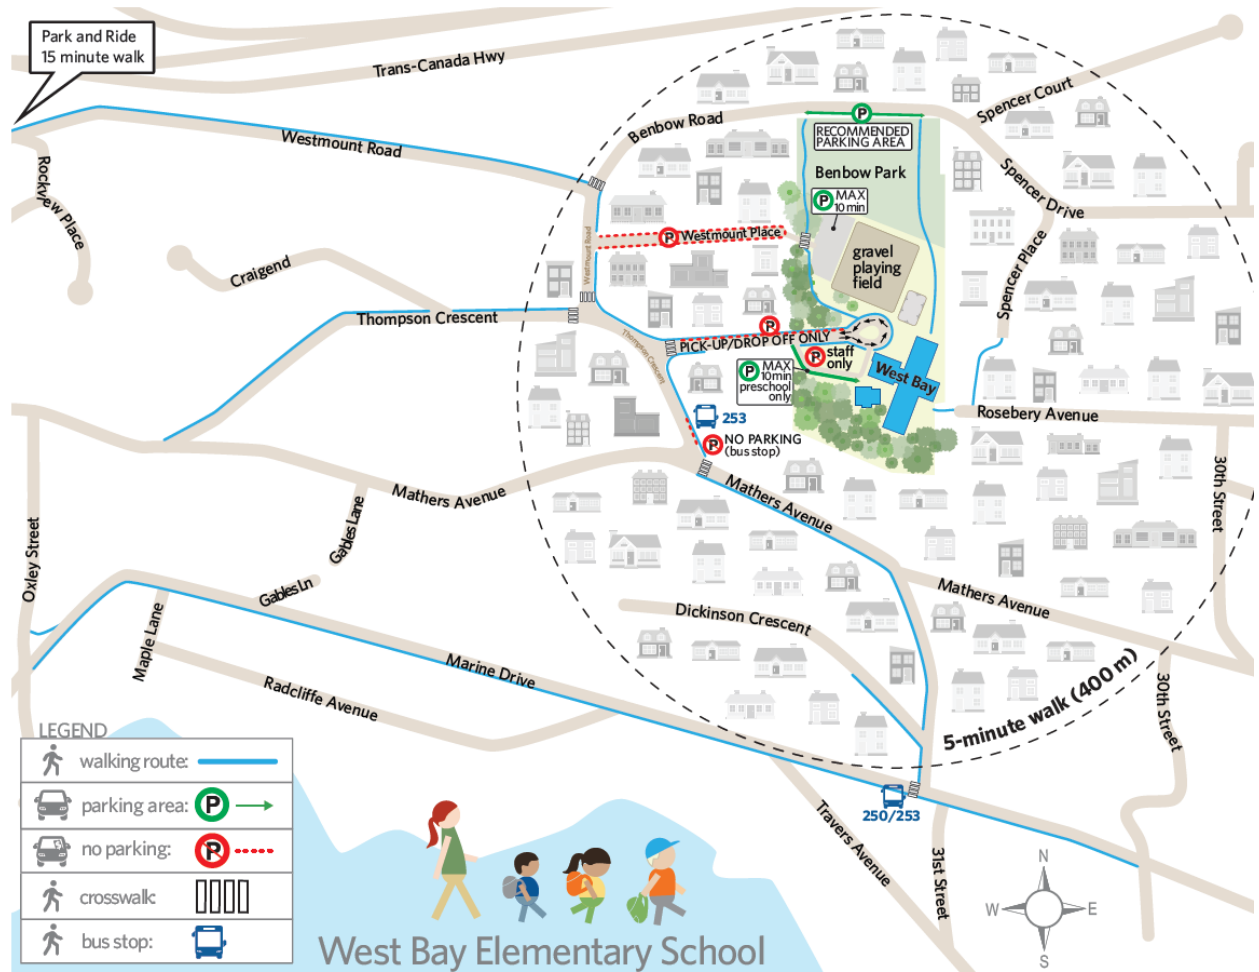 Park and Ride
15 minute walk
Trans-Canada Hwy
Spencer Court
Benbow Road
P
RECOMMENDED
PARKING AREA
Westmount Road
Rockview Place
Benbow Park
Spencer Drive
P MAX
10 min
P
Westmount Place
Westmount Road
gravel
playing
field
Spencer Place
Craigend
Thompson Crescent
P
PICK-UP/DROP OFF ONLY
Thompson Crescent
P staff
only
P MAX
10min
preschool
only
West Bay
253
Rosebery Avenue
P NO PARKING
(bus stop)
30th Street
Mathers Avenue
Mathers Avenue
Gables Lane
Oxley Street
Gables Ln
Mathers Avenue
Dickinson Crescent
Maple Lane
Marine Drive
Radcliffe Avenue
5-minute walk (400 m)
30th Street
250/253
Travers Avenue
31st Street
LEGEND
walking route:
parking area: P
no parking: P
crosswalk:
bus stop:
N
W E
S
West Bay Elementary School